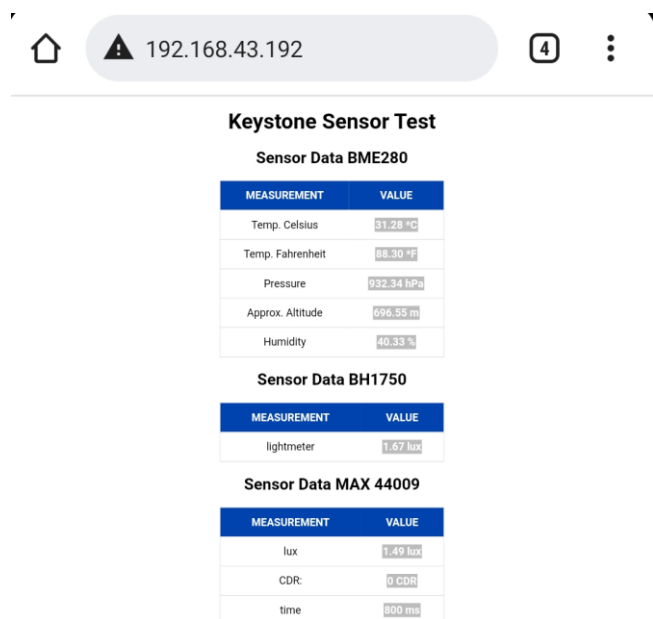 192.168.43.192
4
Keystone Sensor Test
Sensor Data BME280
MEASUREMENT VALUE
Temp. Celsius 31.28 *C
Temp. Fahrenheit 88.30 *F
Pressure 932.34 hPa
Approx. Altitude 696.55 m
Humidity 40.33 %
Sensor Data BH1750
MEASUREMENT VALUE
lightmeter 1.67 lux
Sensor Data MAX 44009
MEASUREMENT VALUE
lux 1.49 lux
CDR: 0 CDR
time 800 ms